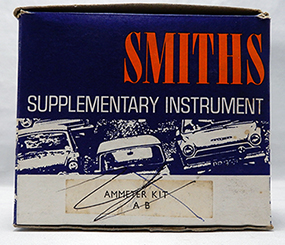 SMITHS
SUPPLEMENTARY INSTRUMENT
AMMETER KIT
A B